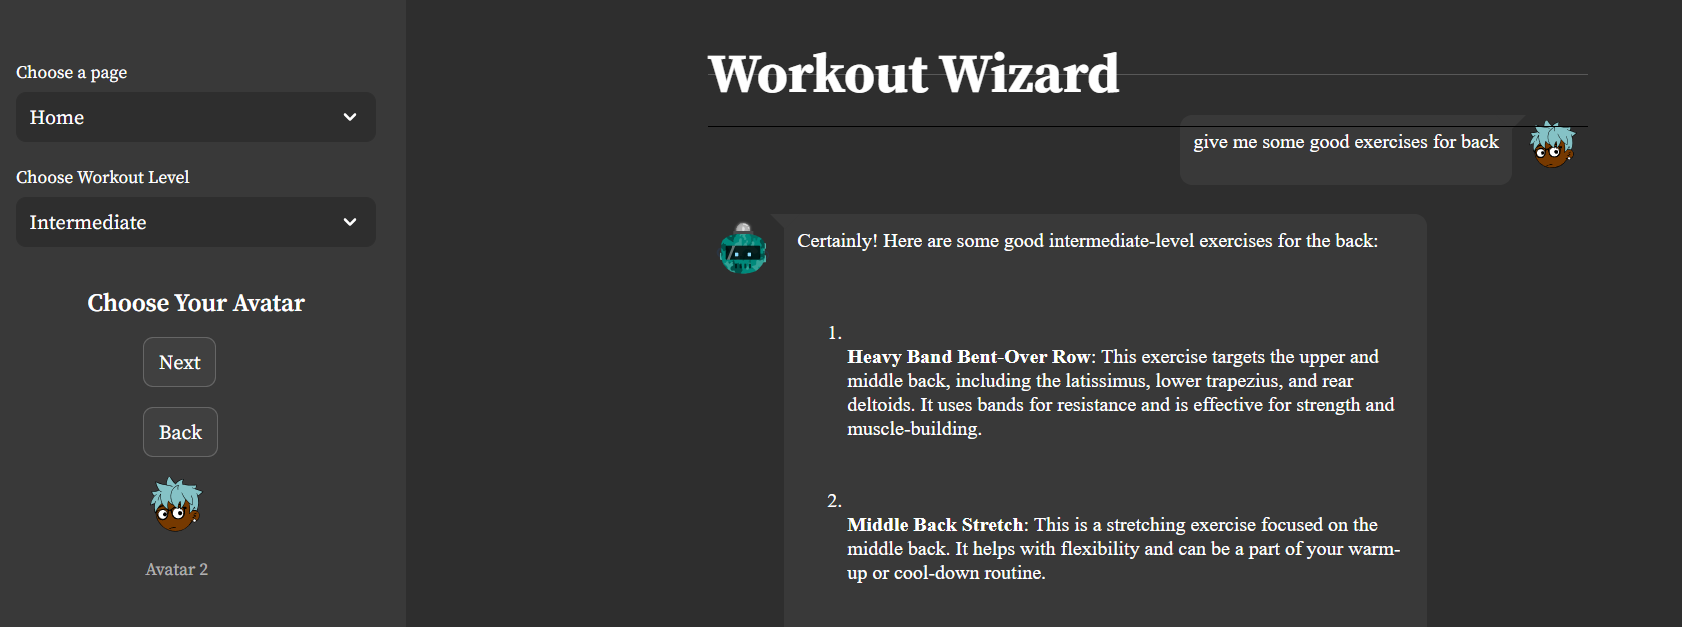 Choose a page
Home
Choose Workout Level
Intermediate
Choose Your Avatar
Next
Back
Avatar 2
Workout Wizard
give me some good exercises for back
Certainly! Here are some good intermediate-level exercises for the back:
1.
Heavy Band Bent-Over Row: This exercise targets the upper and
middle back, including the latissimus, lower trapezius, and rear
deltoids. It uses bands for resistance and is effective for strength and
muscle-building.
2.
Middle Back Stretch: This is a stretching exercise focused on the
middle back. It helps with flexibility and can be a part of your warm-
up or cool-down routine.